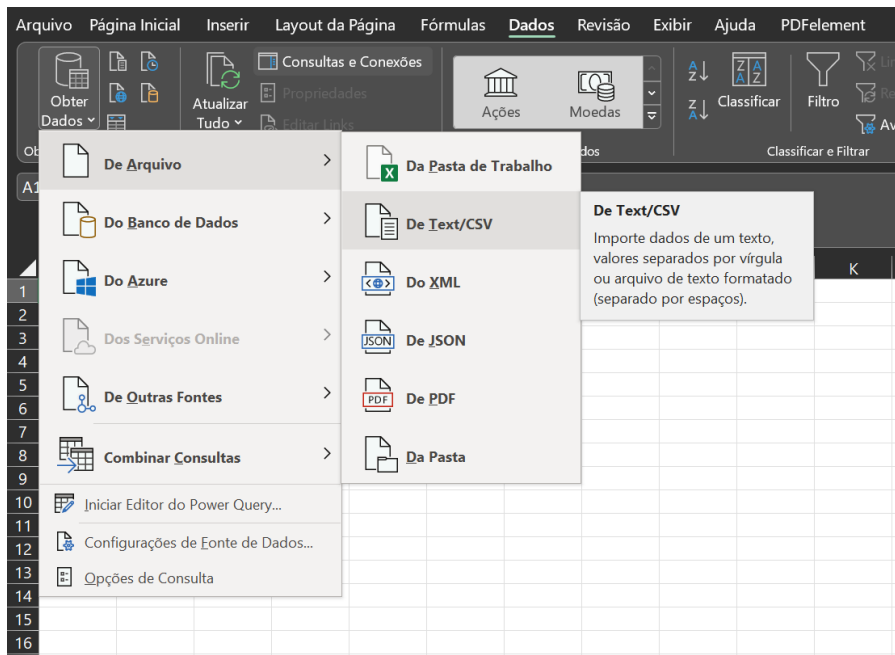 Arquivo Página Inicial Inserir Layout da Página Fórmulas Dados Revisão Exibir Ajuda PDFelement
Obter
Dados
Atualizar
Tudo
Consultas e Conexões
Propriedades
Editar Links
Ações
Moedas
Classificar
Filtro
Classificar e Filtrar
De Arquivo
Do Banco de Dados
Do Azure
Dos Serviços Online
De Outras Fontes
Combinar Consultas
Iniciar Editor do Power Query...
Configurações de Fonte de Dados...
Opções de Consulta
Da Pasta de Trabalho
X
De Text/CSV
Do XML
JSON
De JSON
PDF
De PDF
Da Pasta
De Text/CSV
Importe dados de um texto,
valores separados por vírgula
ou arquivo de texto formatado
(separado por espaços).
K
1
2
3
4
5
6
7
8
9
10
11
12
13
14
15
16